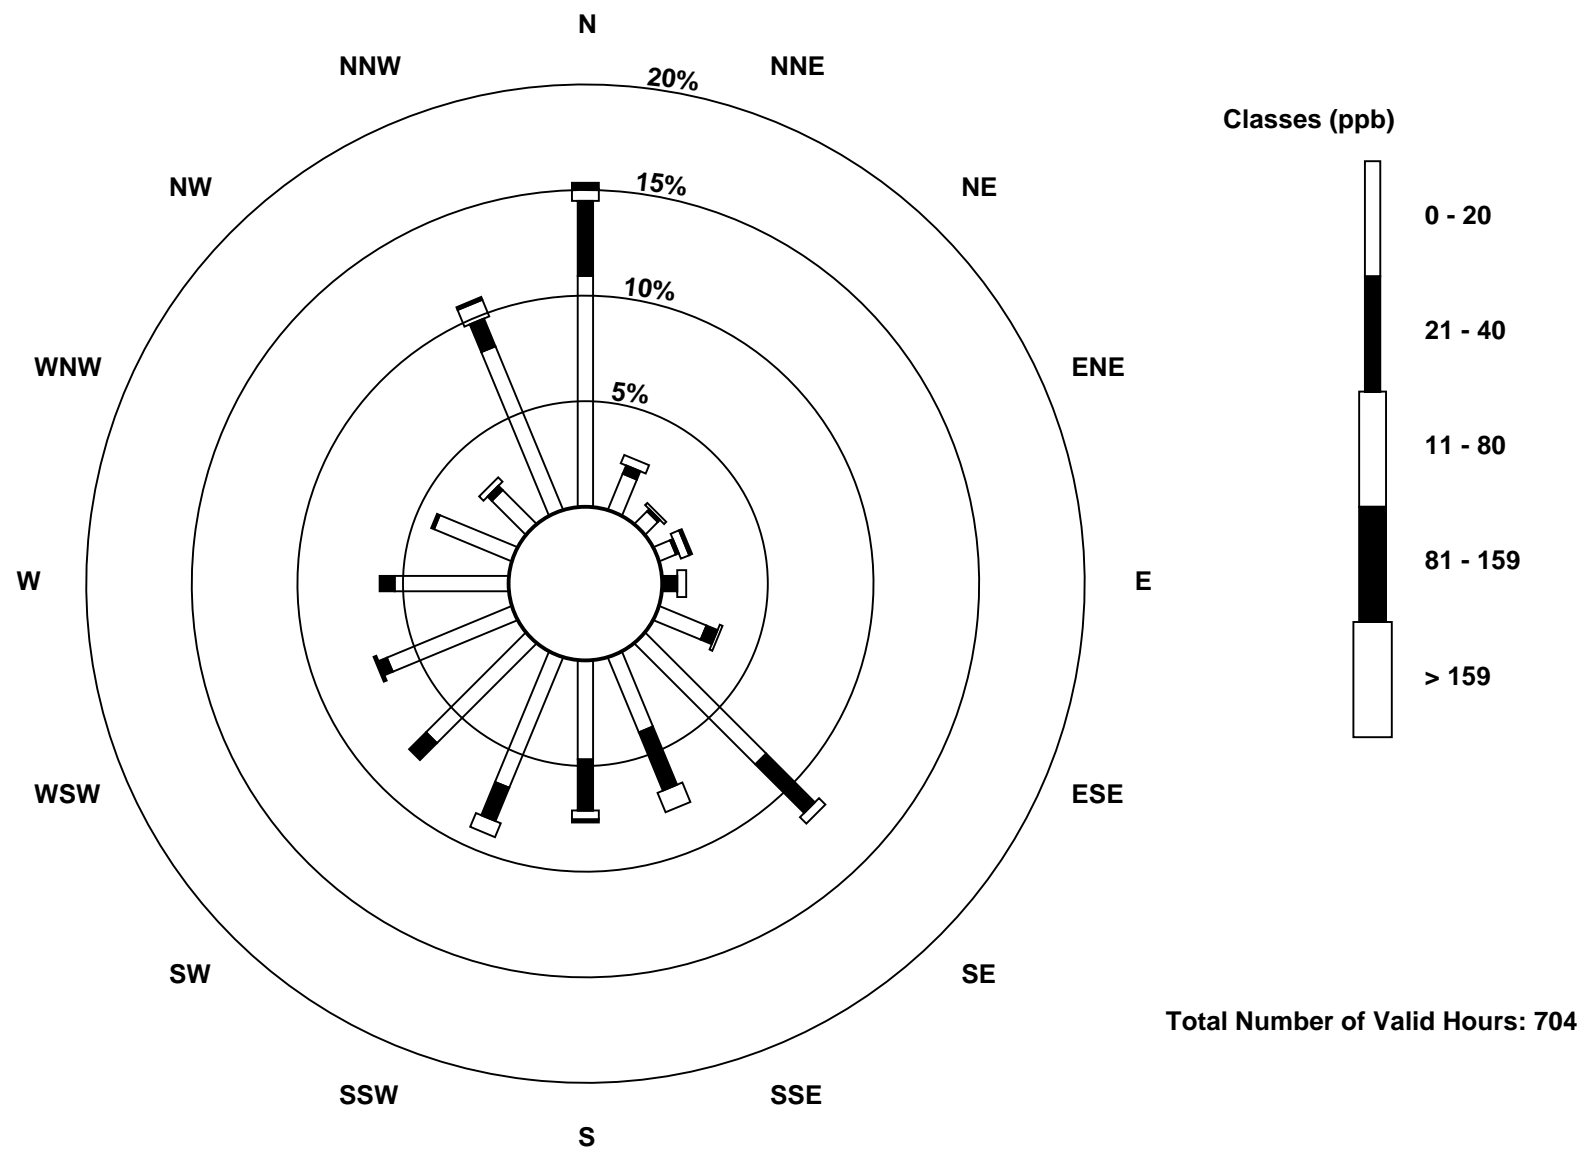 N
NNW
NNE
20%
Classes (ppb)
NW
15%
NE
0 - 20
10%
21 - 40
WNW
5%
ENE
11 - 80
81 - 159
W
E
> 159
WSW
ESE
SW
SE
Total Number of Valid Hours: 704
SSW
SSE
S